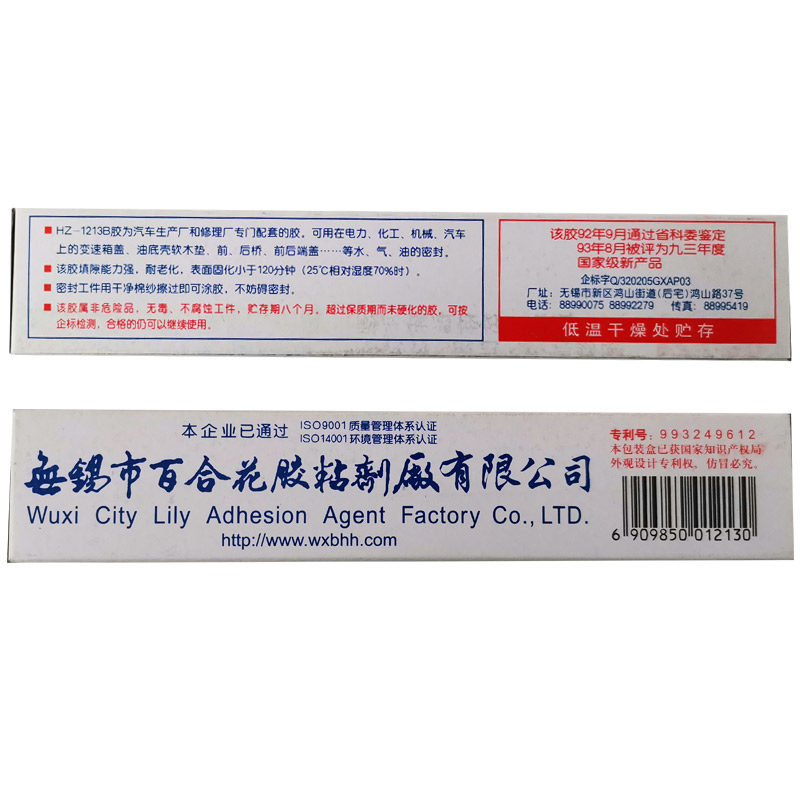 ■ HZ-1213B胶为汽车生产厂和修理厂专门配套的胶，可用在电力、化工、机械、汽车
上的变速箱盖、油底壳软木垫、前、后桥、前后端盖……等水、气、油的密封。
■ 该胶填隙能力强，耐老化，表面固化小于120分钟（25℃相对湿度70%时）。
■ 密封工件用干净棉纱擦过即可涂胶，不妨碍密封。
■ 该胶属非危险品，无毒、不腐蚀工件，贮存期八个月，超过保质期而未硬化的胶，可按
企标检测，合格的仍可以继续使用。
该胶92年9月通过省科委鉴定
93年8月被评为九三年度
国家级新产品
企标字Q/320205GXAP03
厂址：无锡市新区鸿山街道(后宅)鸿山路37号
电话：88990075 88992279 传真：88995419
低温干燥处贮存
本企业已通过 ISO9001质量管理体系认证
ISO14001环境管理体系认证
無锡市百合花胶粘劑廠有限公司
Wuxi City Lily Adhesion Agent Factory Co., LTD.
http://www.wxbhh.com
专利号：993249612
本包装盒已获国家知识产权局
外观设计专利权、仿冒必究。
6 909850 012130